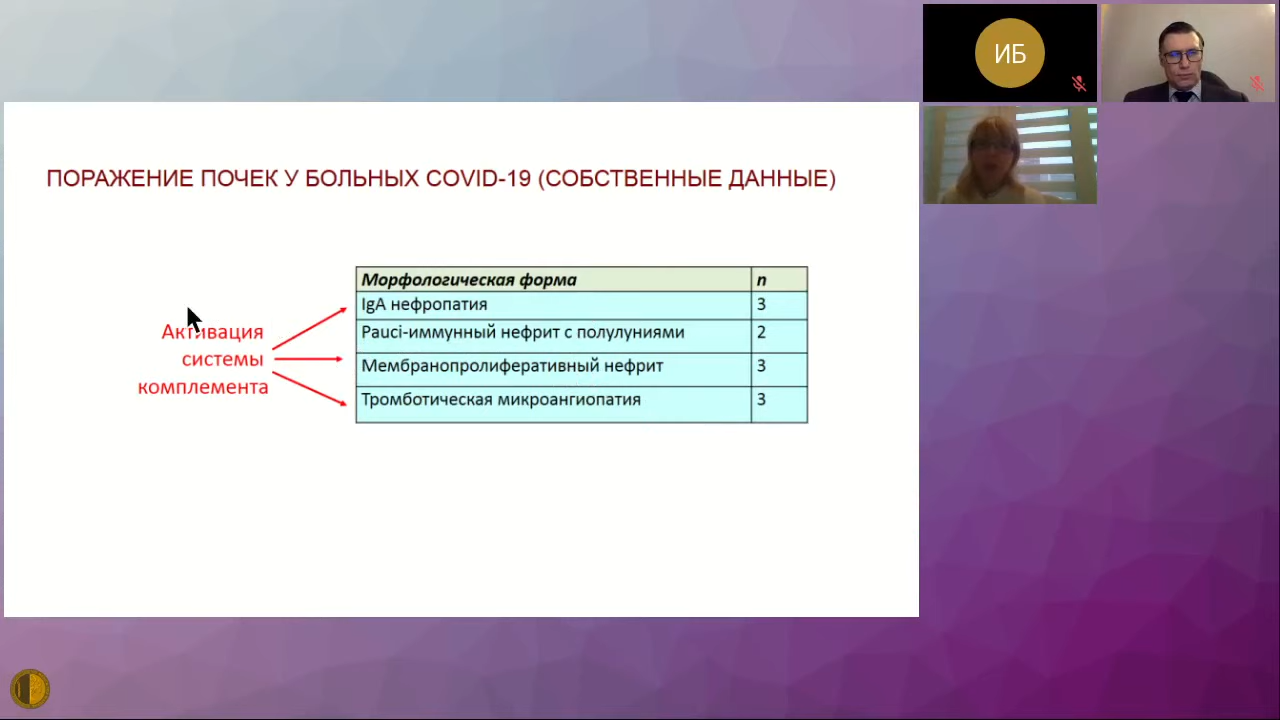 ИБ
ПОРАЖЕНИЕ ПОЧЕК У БОЛЬНЫХ COVID-19 (СОБСТВЕННЫЕ ДАННЫЕ)
Активация
системы
комплемента
Морфологическая форма n
IgA нефропатия 3
Pauci-иммунный нефрит с полулуниями 2
Мембранопролиферативный нефрит 3
Тромботическая микроангиопатия 3